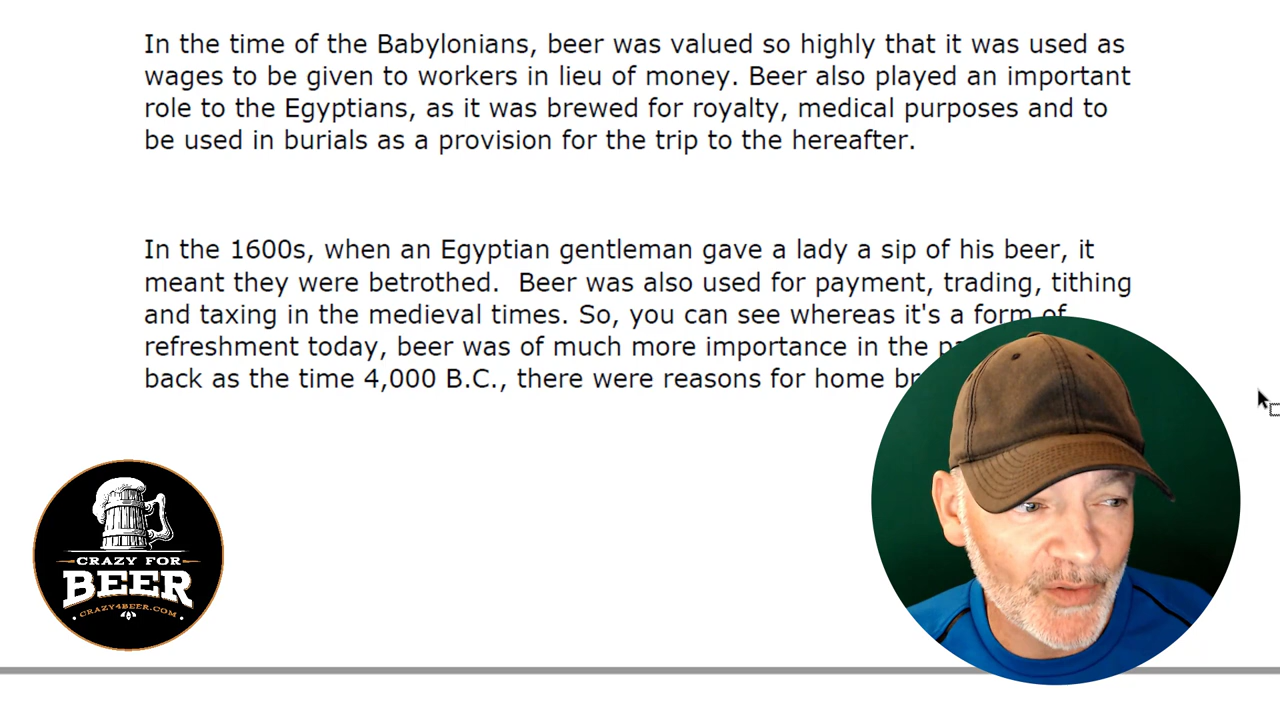 In the time of the Babylonians, beer was valued so highly that it was used as
wages to be given to workers in lieu of money. Beer also played an important
role to the Egyptians, as it was brewed for royalty, medical purposes and to
be used in burials as a provision for the trip to the hereafter.
In the 1600s, when an Egyptian gentleman gave a lady a sip of his beer, it
meant they were betrothed.  Beer was also used for payment, trading, tithing
and taxing in the medieval times. So, you can see whereas it's a form of
refreshment today, beer was of much more importance in the
back as the time 4,000 B.C., there were reasons for home
CRAZY FOR
BEER
CRAZY4BEER.COM